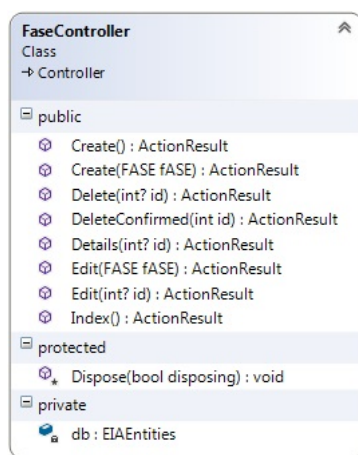 FaseController
Class
→ Controller
public
Create() : ActionResult
Create(FASE fASE) : ActionResult
Delete(int? id) : ActionResult
DeleteConfirmed(int id) : ActionResult
Details(int? id) : ActionResult
Edit(FASE fASE) : ActionResult
Edit(int? id) : ActionResult
Index() : ActionResult
protected
Dispose(bool disposing) : void
private
db : EIAEntities